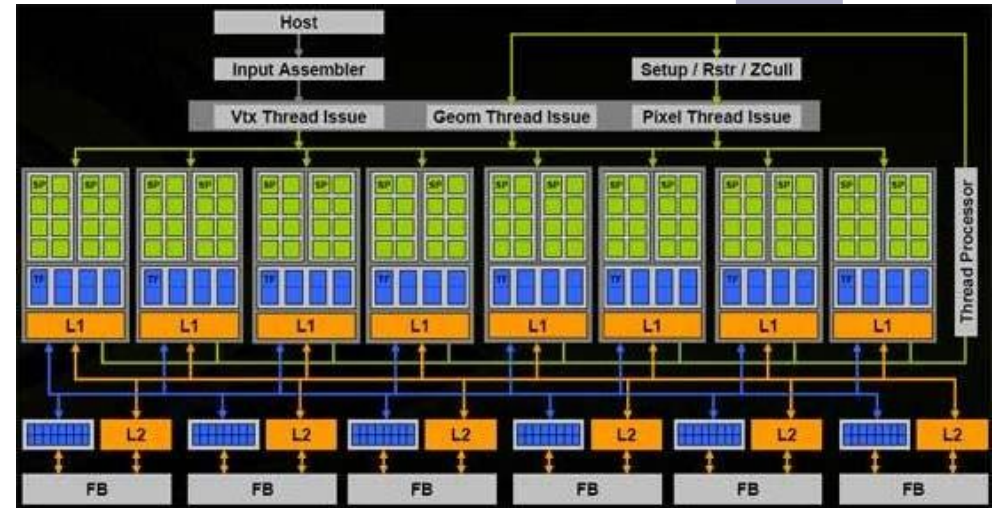 Host
Input Assembler
Setup / Rstr / ZCull
Vtx Thread Issue
Geom Thread Issue
Pixel Thread Issue
SP SP SP SP SP SP SP SP SP SP SP SP SP SP SP SP
TF TF TF TF TF TF TF TF
L1 L1 L1 L1 L1 L1 L1 L1
Thread Processor
L2 L2 L2 L2 L2 L2
FB FB FB FB FB FB